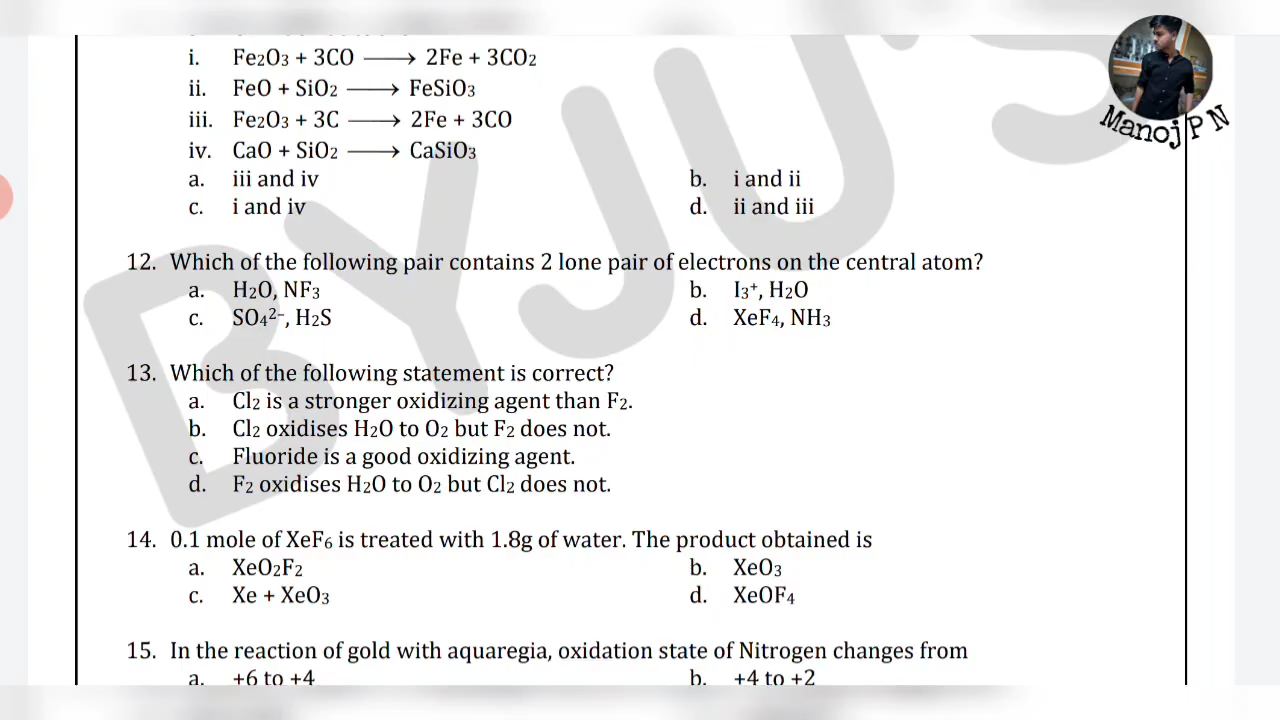 i. Fe₂O₃ + 3CO ⟶ 2Fe + 3CO₂
ii. FeO + SiO₂ ⟶ FeSiO₃
iii. Fe₂O₃ + 3C ⟶ 2Fe + 3CO
iv. CaO + SiO₂ ⟶ CaSiO₃
a. iii and iv b. i and ii
c. i and iv d. ii and iii
12. Which of the following pair contains 2 lone pair of electrons on the central atom?
a. H₂O, NF₃ b. I₃⁺, H₂O
c. SO₄²⁻, H₂S d. XeF₄, NH₃
13. Which of the following statement is correct?
a. Cl₂ is a stronger oxidizing agent than F₂.
b. Cl₂ oxidises H₂O to O₂ but F₂ does not.
c. Fluoride is a good oxidizing agent.
d. F₂ oxidises H₂O to O₂ but Cl₂ does not.
14. 0.1 mole of XeF₆ is treated with 1.8g of water. The product obtained is
a. XeO₂F₂ b. XeO₃
c. Xe + XeO₃ d. XeOF₄
15. In the reaction of gold with aquaregia, oxidation state of Nitrogen changes from
a. +6 to +4 b. +4 to +2
BYJU'S
Manoj P N